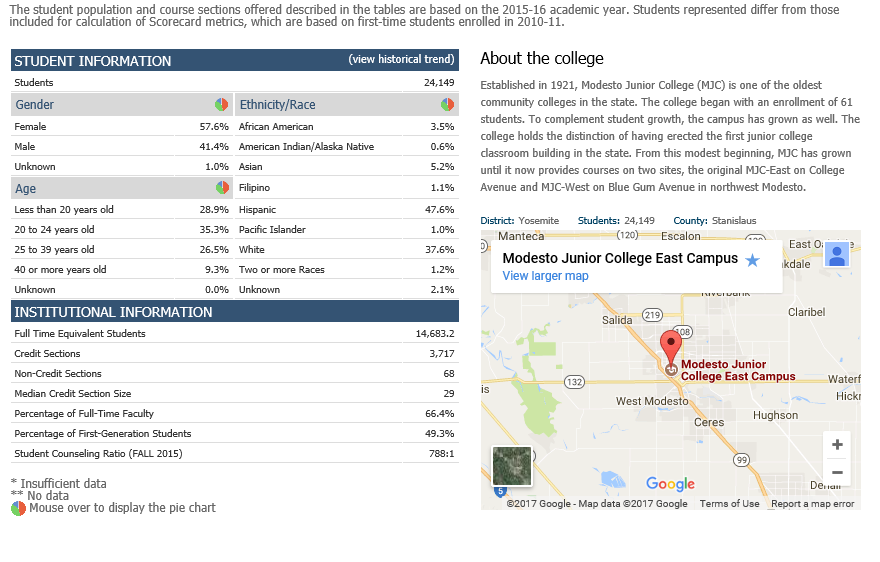 The student population and course sections offered described in the tables are based on the 2015-16 academic year. Students represented differ from those
included for calculation of Scorecard metrics, which are based on first-time students enrolled in 2010-11.
STUDENT INFORMATION (view historical trend)
Students 24,149
Gender Ethnicity/Race
Female 57.6% African American 3.5%
Male 41.4% American Indian/Alaska Native 0.6%
Unknown 1.0% Asian 5.2%
Age Filipino 1.1%
Less than 20 years old 28.9% Hispanic 47.6%
20 to 24 years old 35.3% Pacific Islander 1.0%
25 to 39 years old 26.5% White 37.6%
40 or more years old 9.3% Two or more Races 1.2%
Unknown 0.0% Unknown 2.1%
INSTITUTIONAL INFORMATION
Full Time Equivalent Students 14,683.2
Credit Sections 3,717
Non-Credit Sections 68
Median Credit Section Size 29
Percentage of Full-Time Faculty 66.4%
Percentage of First-Generation Students 49.3%
Student Counseling Ratio (FALL 2015) 788:1
* Insufficient data
** No data
Mouse over to display the pie chart
About the college
Established in 1921, Modesto Junior College (MJC) is one of the oldest
community colleges in the state. The college began with an enrollment of 61
students. To complement student growth, the campus has grown as well. The
college holds the distinction of having erected the first junior college
classroom building in the state. From this modest beginning, MJC has grown
until it now provides courses on two sites, the original MJC-East on College
Avenue and MJC-West on Blue Gum Avenue in northwest Modesto.
District: Yosemite Students: 24,149 County: Stanislaus
Manteca 120 Escalon
East
Modesto Junior College East Campus
View larger map
kdale
Riverbank
Claribel
219
Salida
108
Modesto Junior
College East Campus
132
is
Waterf
Hickr
West Modesto
Hughson
Ceres
+
99
−
5
Google
©2017 Google - Map data ©2017 Google Terms of Use Report a map error